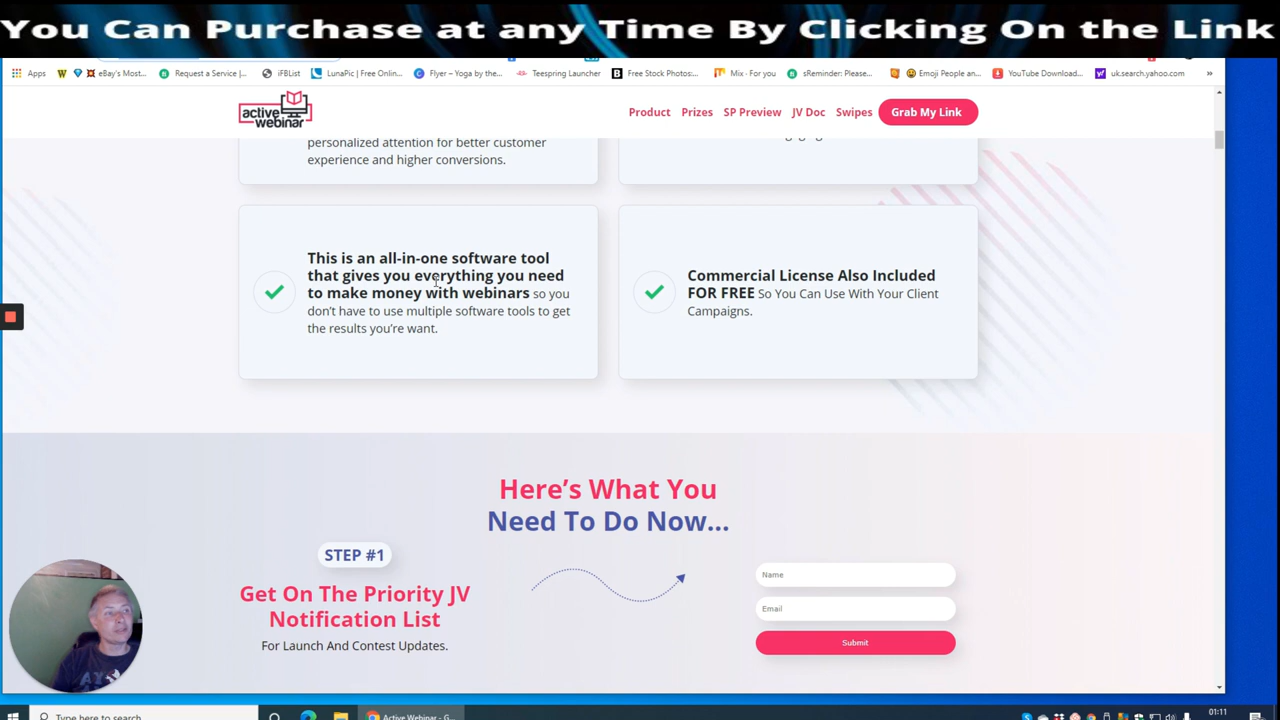 You Can Purchase at any Time By Clicking On the Link
Apps
eBay's Most...
Request a Service |...
iFBList
LunaPic | Free Onlin...
Flyer – Yoga by the...
Teespring Launcher
Free Stock Photos:...
Mix - For you
sReminder: Please...
Emoji People an...
YouTube Download...
uk.search.yahoo.com
»
active
webinar
Product
Prizes
SP Preview
JV Doc
Swipes
Grab My Link
personalized attention for better customer
experience and higher conversions.
This is an all-in-one software tool
that gives you everything you need
to make money with webinars so you
don't have to use multiple software tools to get
the results you're want.
Commercial License Also Included
FOR FREE So You Can Use With Your Client
Campaigns.
Here's What You
Need To Do Now...
STEP #1
Get On The Priority JV
Notification List
For Launch And Contest Updates.
Name
Email
Submit
Type here to search
Active Webinar - G...
01:11